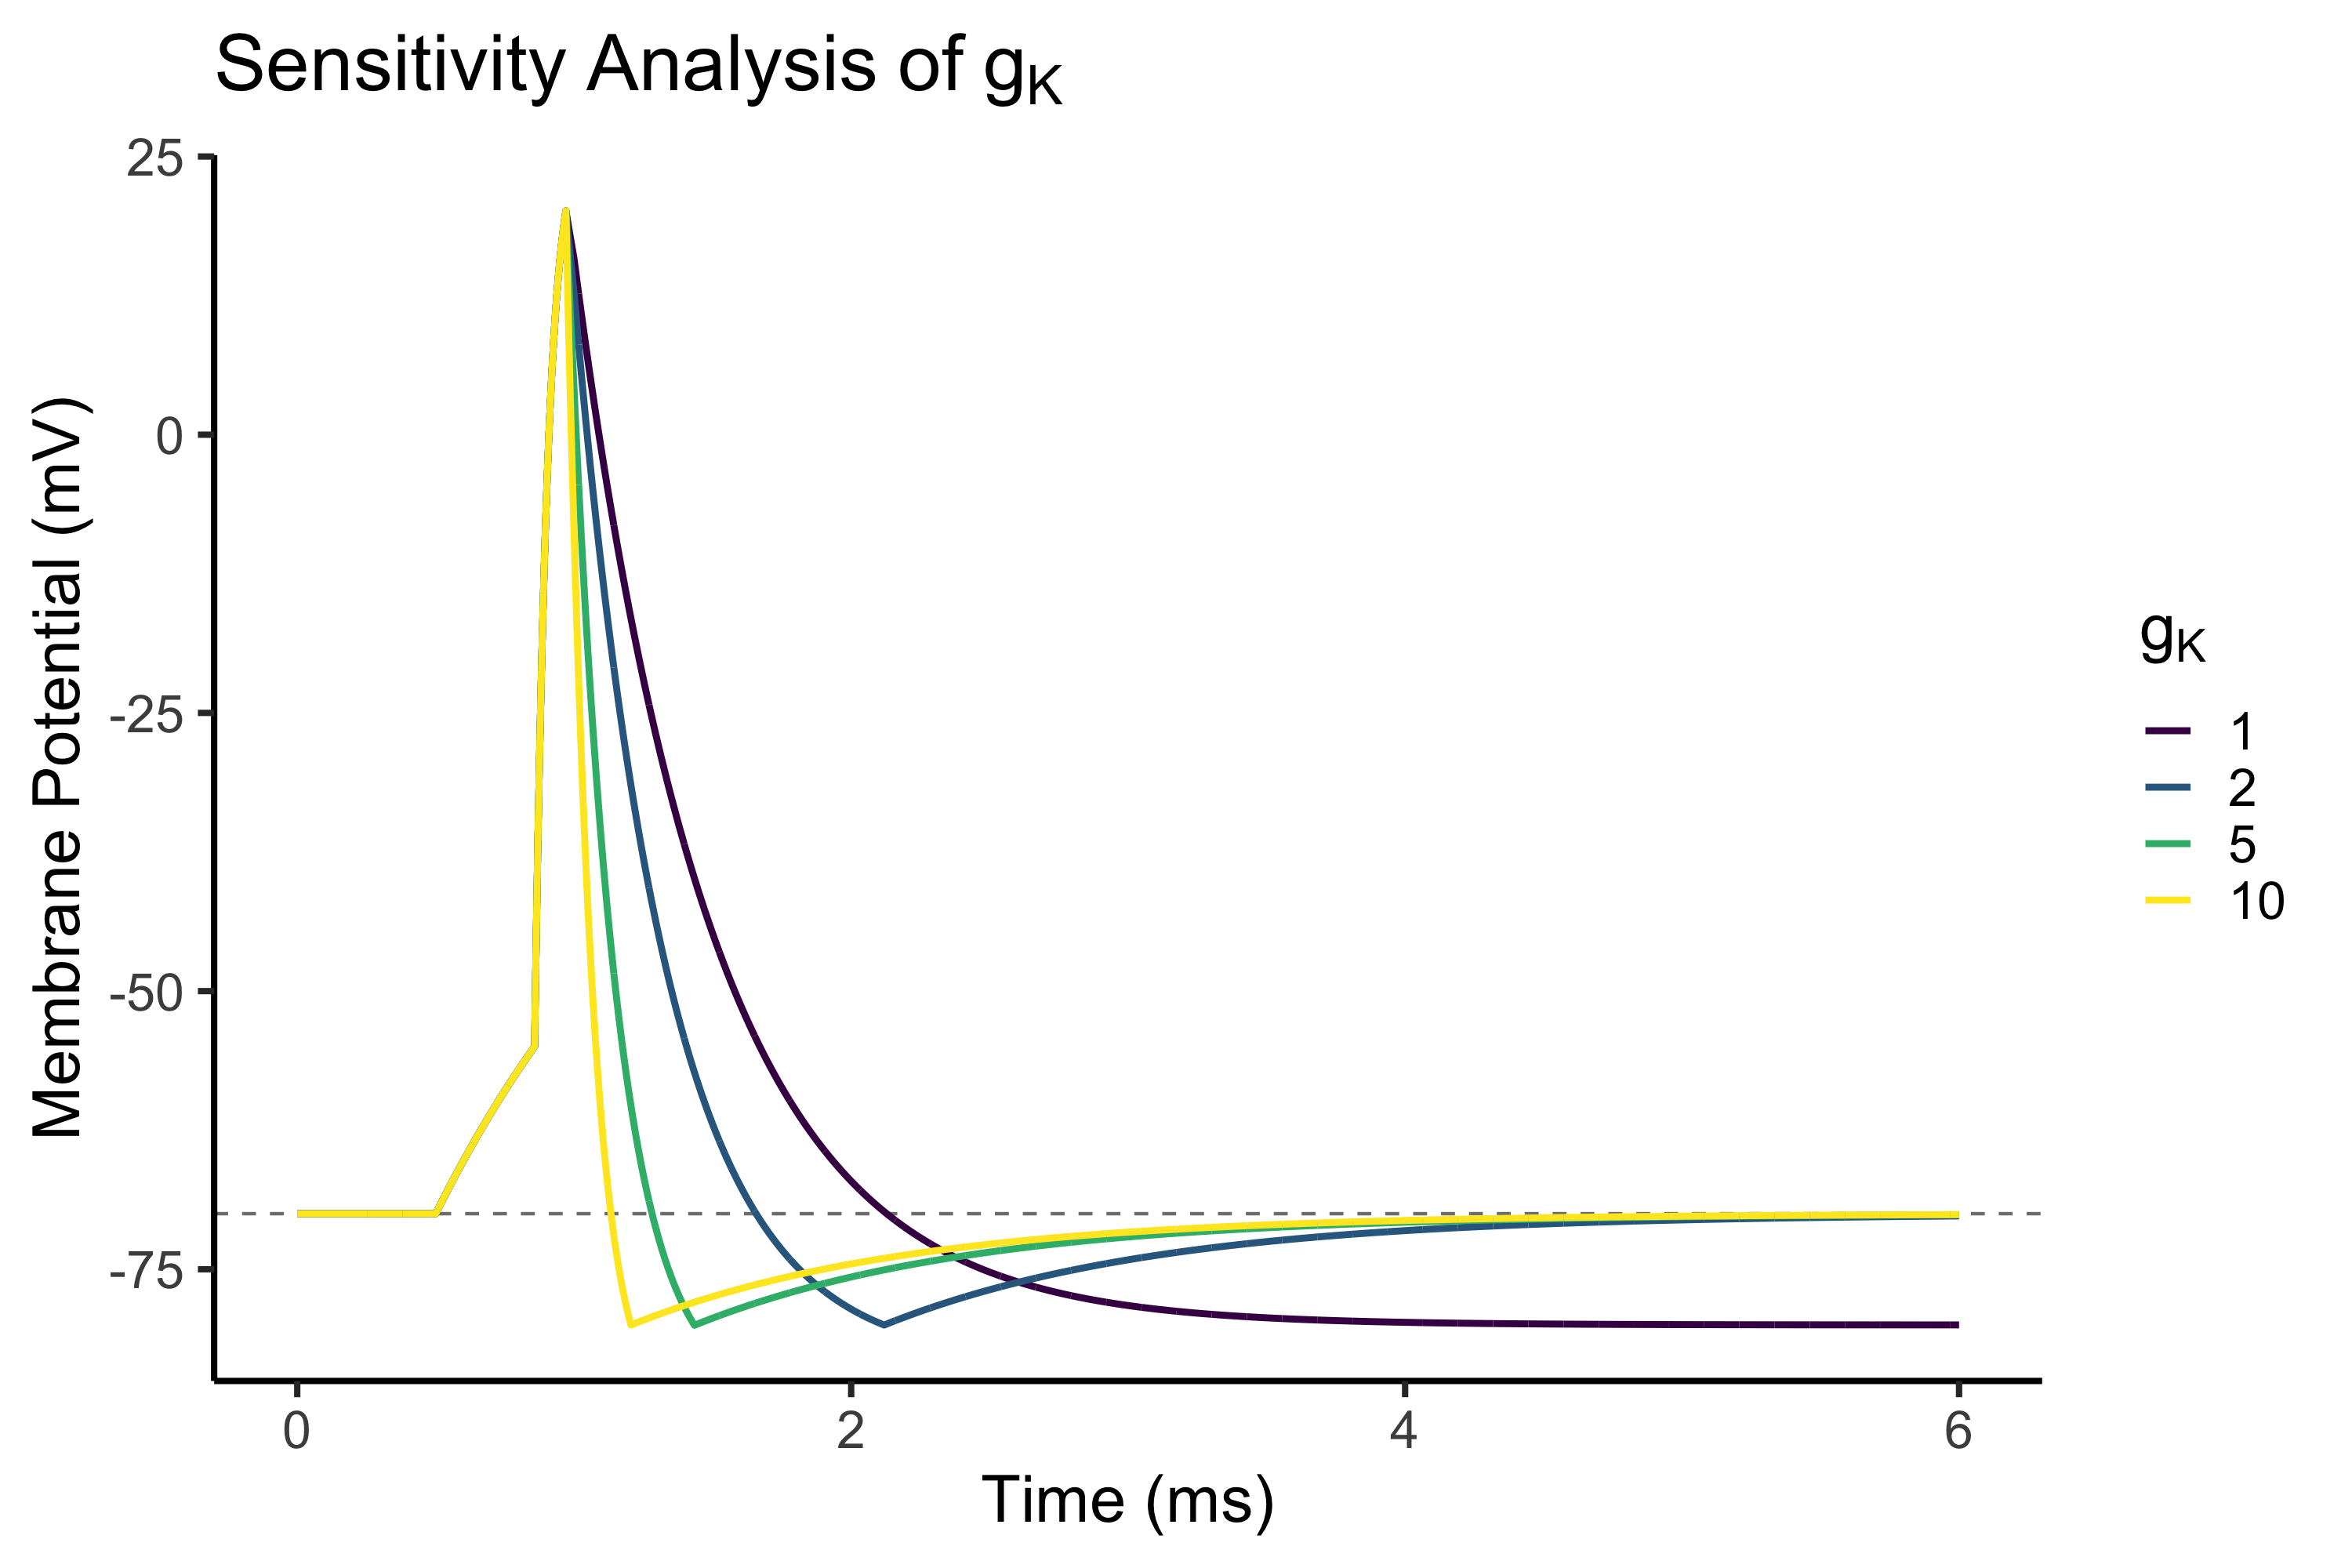 Sensitivity Analysis of gK
25
0
-25
-50
-75
Membrane Potential (mV)
0 2 4 6
Time (ms)
gK
1
2
5
10